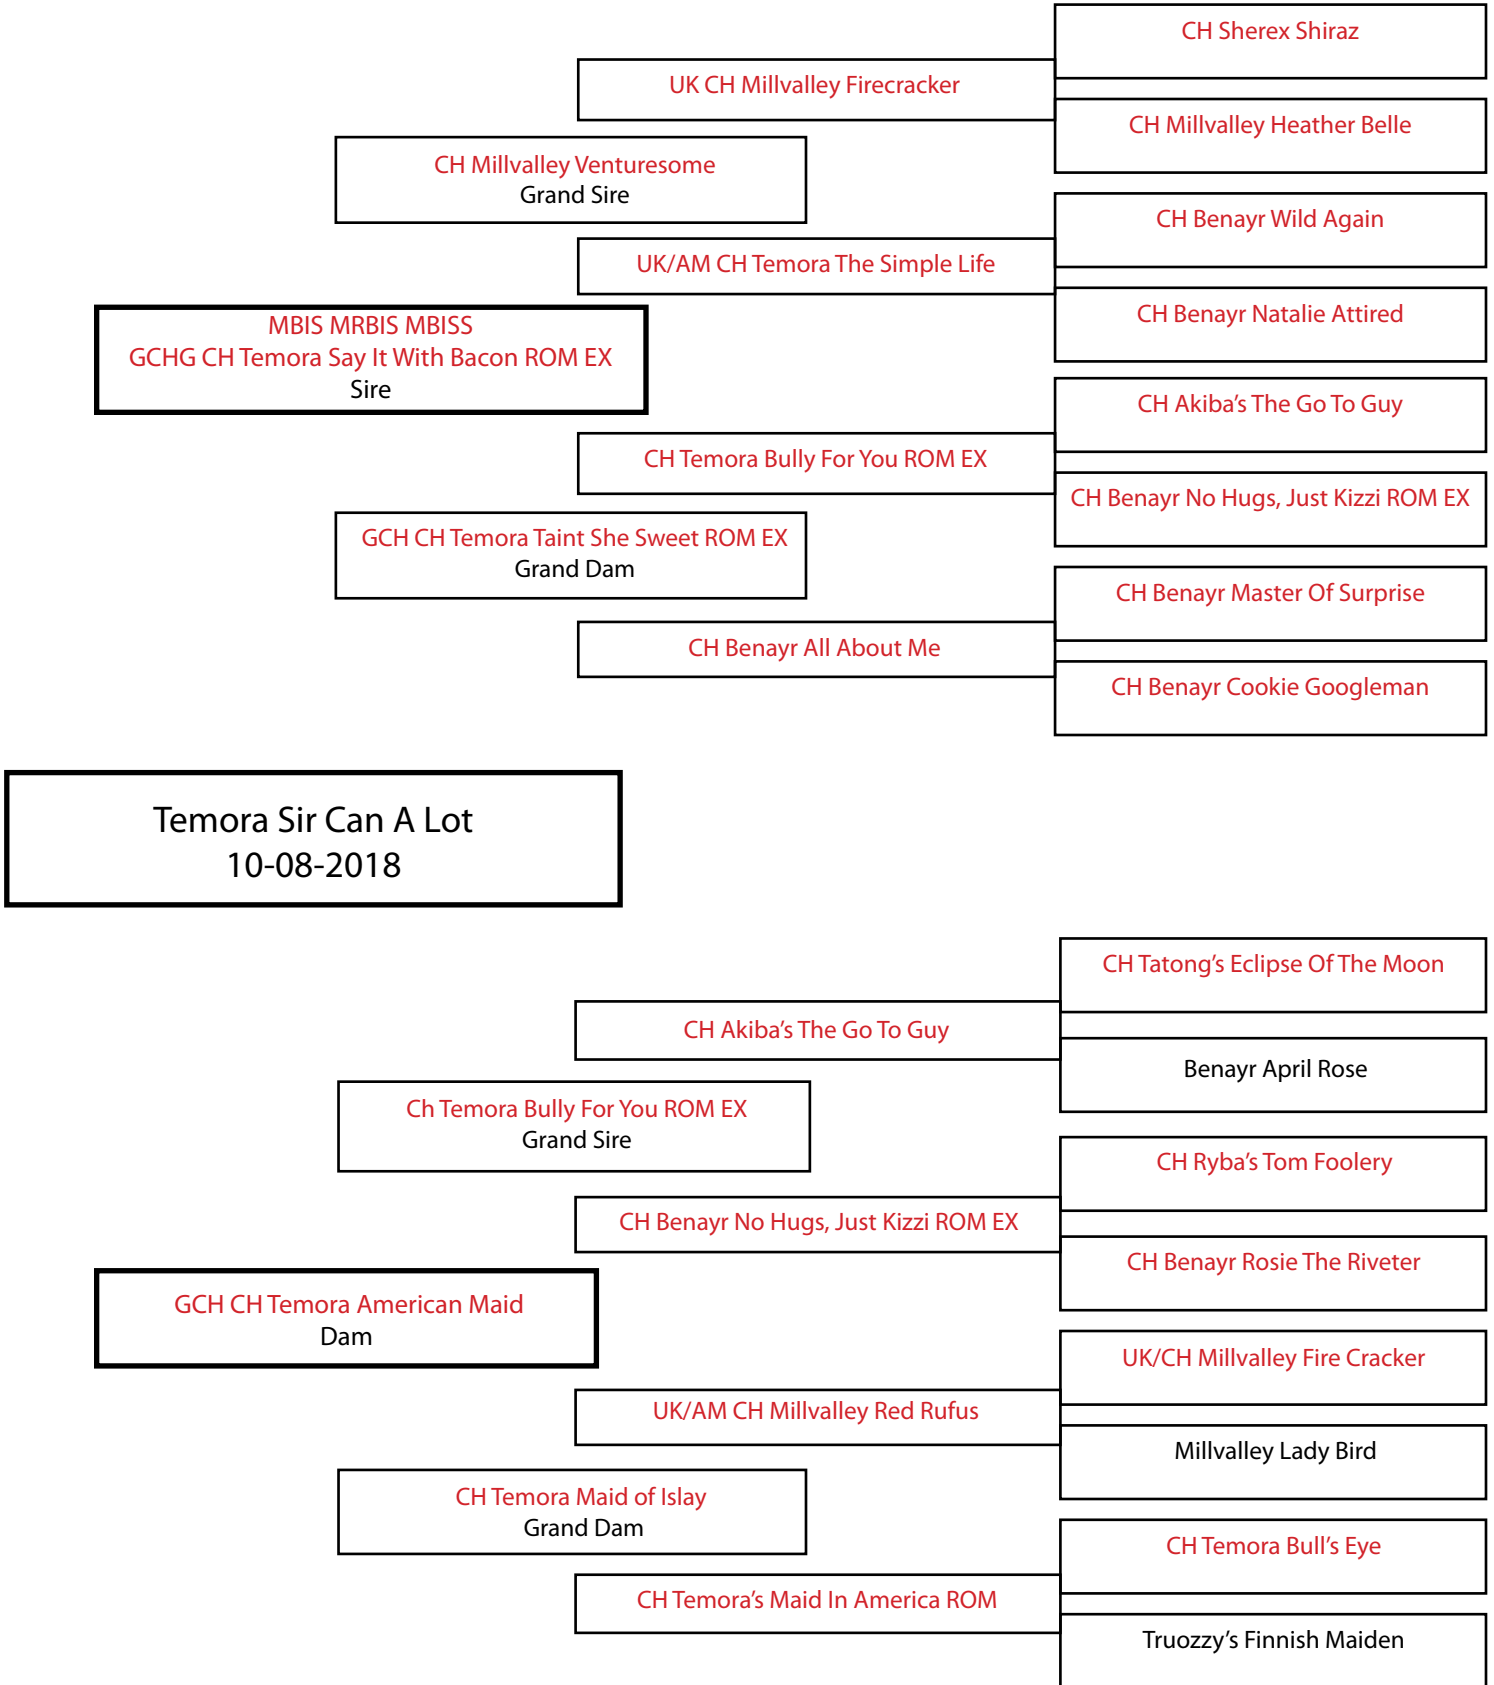 CH Sherex Shiraz
UK CH Millvalley Firecracker
CH Millvalley Heather Belle
CH Millvalley Venturesome
Grand Sire
CH Benayr Wild Again
UK/AM CH Temora The Simple Life
CH Benayr Natalie Attired
MBIS MRBIS MBISS
GCHG CH Temora Say It With Bacon ROM EX
Sire
CH Akiba's The Go To Guy
CH Temora Bully For You ROM EX
CH Benayr No Hugs, Just Kizzi ROM EX
GCH CH Temora Taint She Sweet ROM EX
Grand Dam
CH Benayr Master Of Surprise
CH Benayr All About Me
CH Benayr Cookie Googleman
Temora Sir Can A Lot
10-08-2018
CH Tatong's Eclipse Of The Moon
CH Akiba's The Go To Guy
Benayr April Rose
Ch Temora Bully For You ROM EX
Grand Sire
CH Ryba's Tom Foolery
CH Benayr No Hugs, Just Kizzi ROM EX
CH Benayr Rosie The Riveter
GCH CH Temora American Maid
Dam
UK/CH Millvalley Fire Cracker
UK/AM CH Millvalley Red Rufus
Millvalley Lady Bird
CH Temora Maid of Islay
Grand Dam
CH Temora Bull's Eye
CH Temora's Maid In America ROM
Truozzy's Finnish Maiden